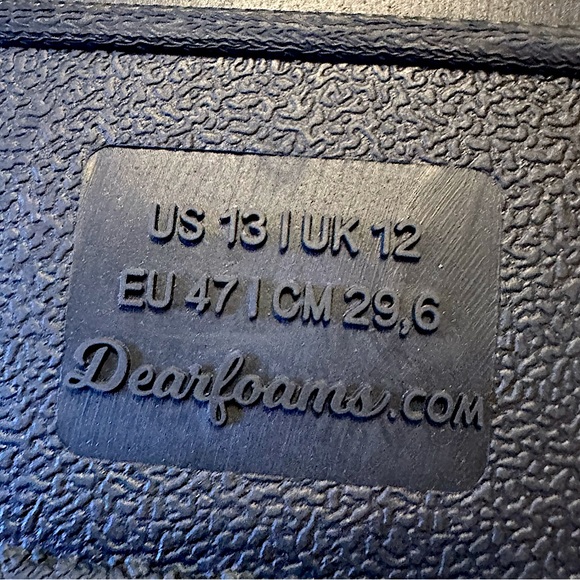 US 13 | UK 12
EU 47 | CM 29,6
Dearfoams.COM